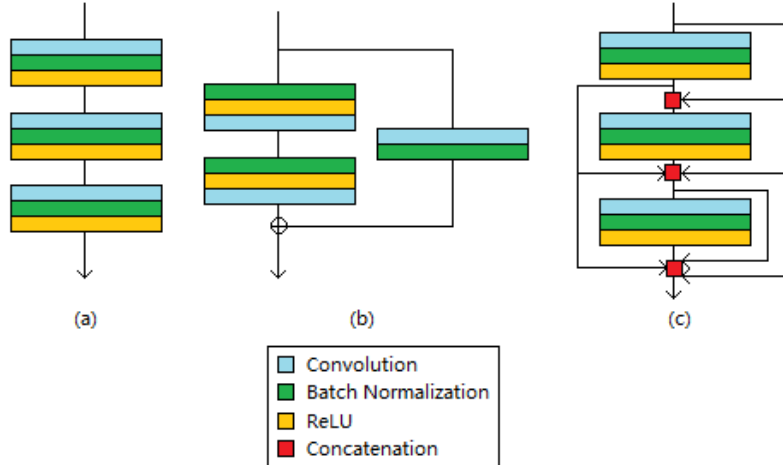 (a)
(b)
(c)
Convolution
Batch Normalization
ReLU
Concatenation